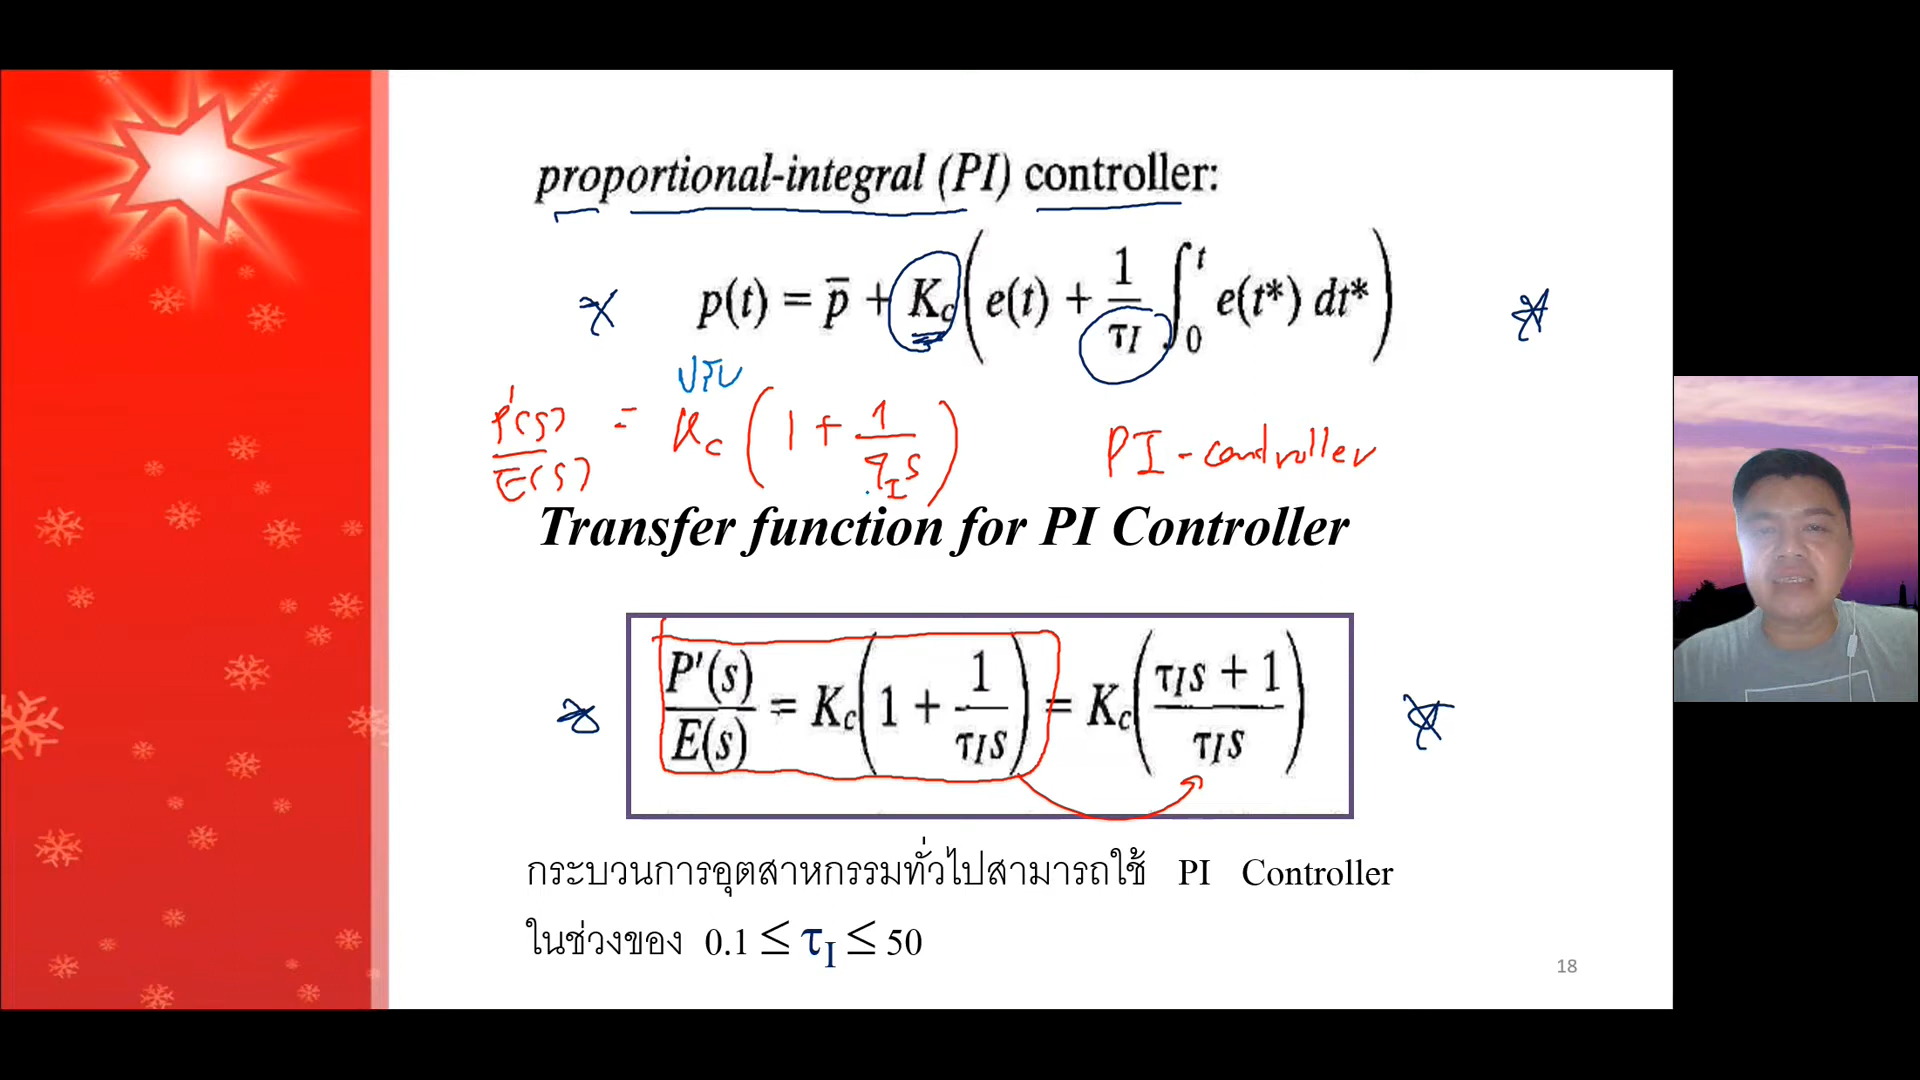 proportional-integral (PI) controller:
p(t) = p̅ + K_c ( e(t) + 1/τ_I ∫_0^t e(t*) dt* )
ปรับ
P'(s)/E(s) = K_c ( 1 + 1/τ_I s ) PI-controller
Transfer function for PI Controller
P'(s)/E(s) = K_c ( 1 + 1/τ_I s ) = K_c ( τ_I s + 1 / τ_I s )
กระบวนการอุตสาหกรรมทั่วไปสามารถใช้ PI Controller
ในช่วงของ 0.1 ≤ τ_I ≤ 50
18